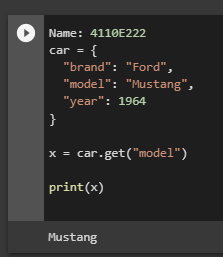 Name: 4110E222
car = {
  "brand": "Ford",
  "model": "Mustang",
  "year": 1964
}

x = car.get("model")

print(x)

Mustang